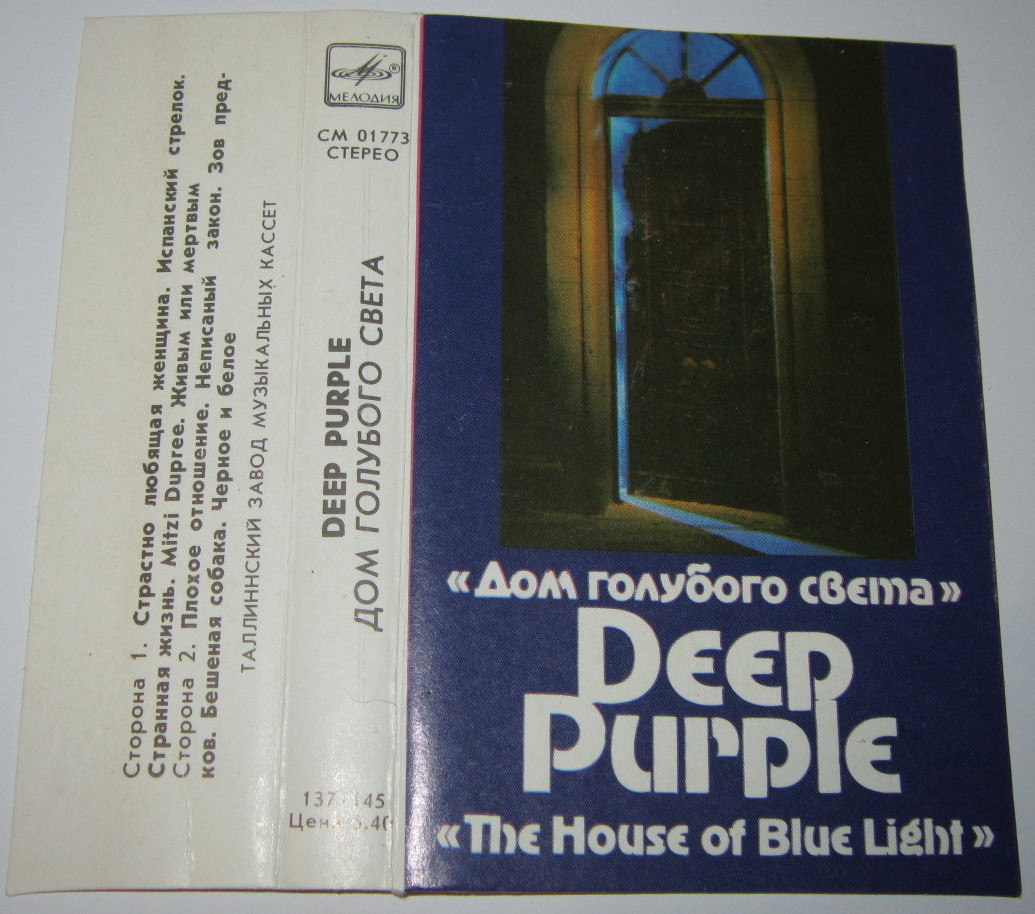 Сторона 1. Страстно любящая женщина. Испанский стрелок.
Странная жизнь. Mitzi Dupree. Живым или мертвым
Сторона 2. Плохое отношение. Неписаный закон. Зов пред-
ков. Бешеная собака. Черное и белое
ТАЛЛИННСКИЙ ЗАВОД МУЗЫКАЛЬНЫХ КАССЕТ
МЕЛОДИЯ ®
СМ 01773
СТЕРЕО
DEEP PURPLE
ДОМ ГОЛУБОГО СВЕТА
Цена
«Дом голубого света»
Deep
Purple
«The House of Blue Light»